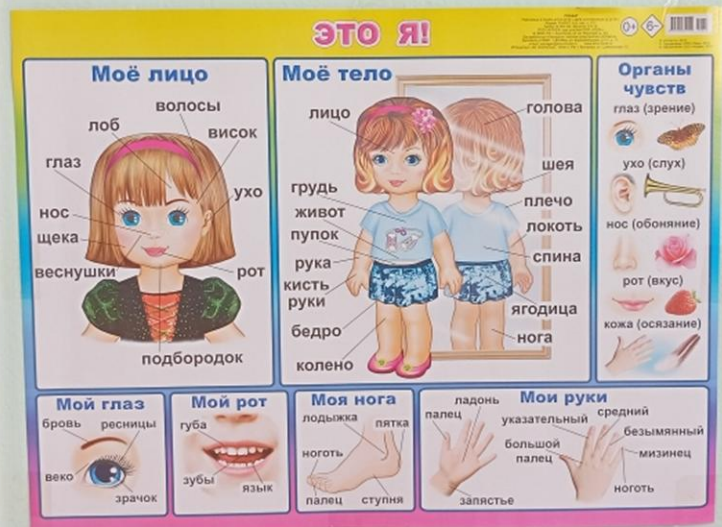 ЭТО Я!
0+
6-
Моё лицо
волосы
лоб
висок
глаз
ухо
нос
щека
веснушки
рот
подбородок
Моё тело
лицо
голова
шея
грудь
плечо
живот
локоть
пупок
спина
рука
кисть
руки
ягодица
бедро
нога
колено
Органы
чувств
глаз (зрение)
ухо (слух)
нос (обоняние)
рот (вкус)
кожа (осязание)
Мой глаз
бровь ресницы
веко
зрачок
Мой рот
губа
зубы
язык
Моя нога
лодыжка
пятка
ноготь
палец ступня
Мои руки
ладонь
палец
средний
указательный
безымянный
большой
палец
мизинец
ноготь
запястье